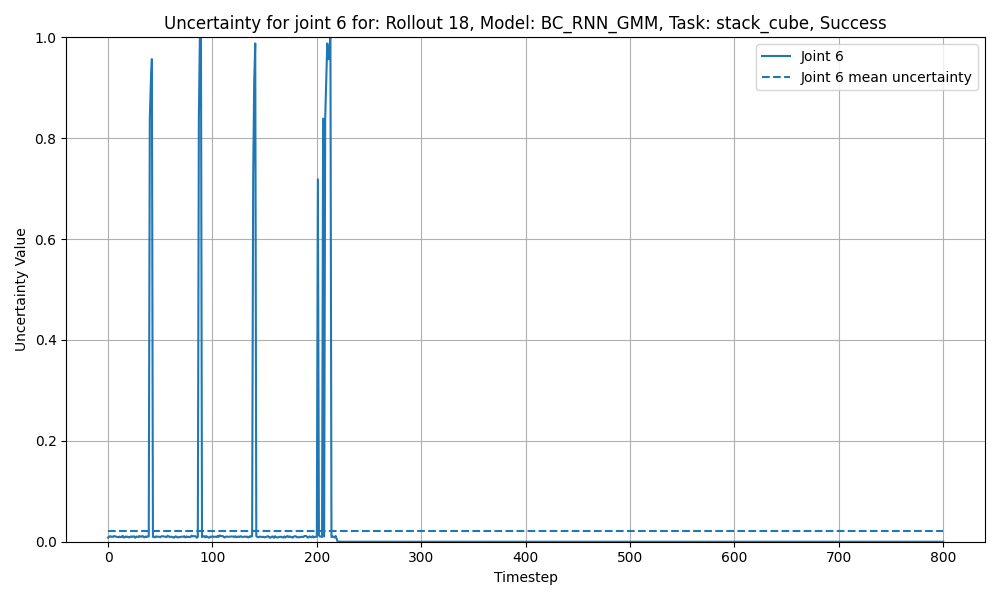 Uncertainty for joint 6 for: Rollout 18, Model: BC_RNN_GMM, Task: stack_cube, Success
Joint 6
Joint 6 mean uncertainty
Uncertainty Value
1.0
0.8
0.6
0.4
0.2
0.0
0 100 200 300 400 500 600 700 800
Timestep